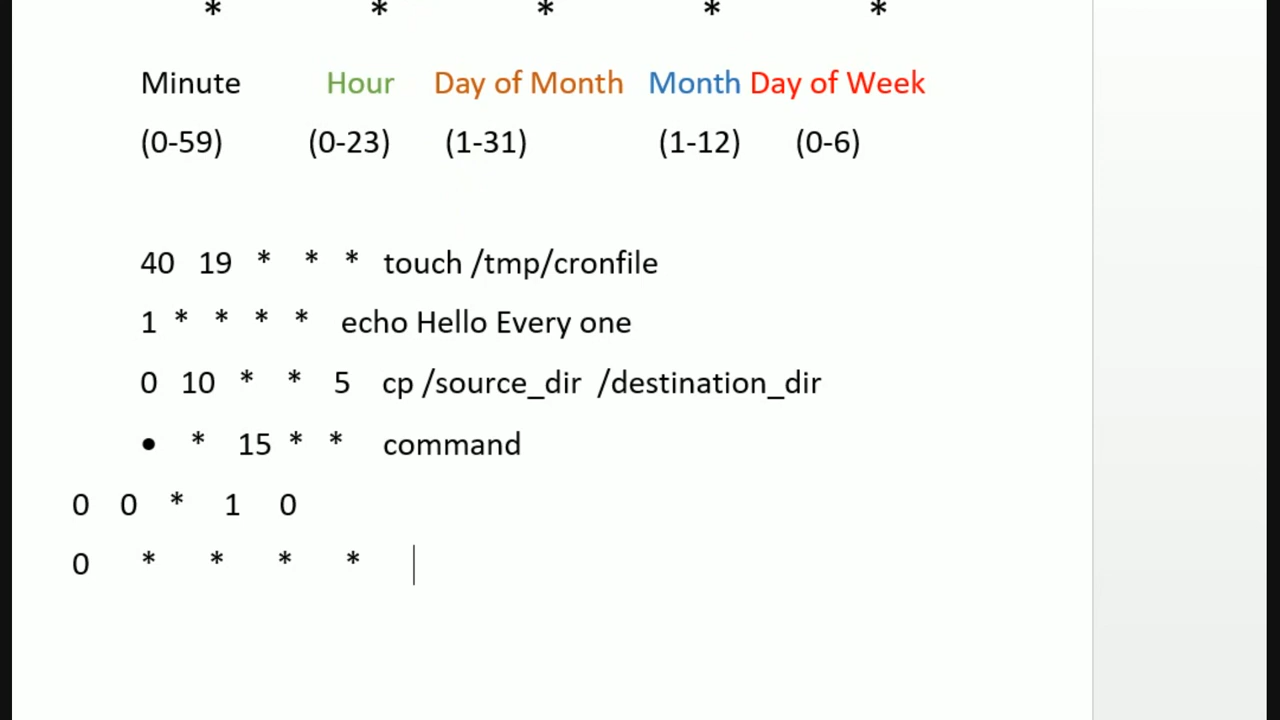 * * * * *
Minute Hour Day of Month Month Day of Week
(0-59) (0-23) (1-31) (1-12) (0-6)
40 19 * * * touch /tmp/cronfile
1 * * * * echo Hello Every one
0 10 * * 5 cp /source_dir /destination_dir
• * 15 * * command
0 0 * 1 0
0 * * * *